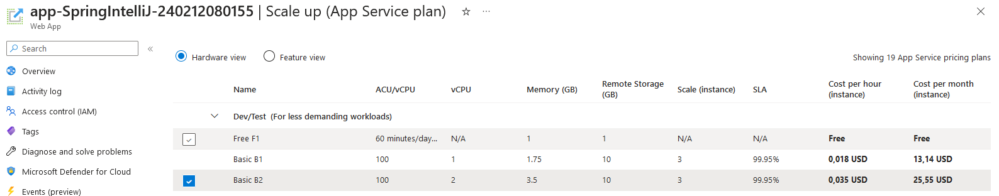 app-SpringIntelliJ-240212080155 | Scale up (App Service plan)
Web App
Search
Overview
Activity log
Access control (IAM)
Tags
Diagnose and solve problems
Microsoft Defender for Cloud
Events (preview)
Hardware view Feature view Showing 19 App Service pricing plans
Name ACU/vCPU vCPU Memory (GB) Remote Storage (GB) Scale (instance) SLA Cost per hour (instance) Cost per month (instance)
Dev/Test (For less demanding workloads)
Free F1 60 minutes/day... N/A 1 1 N/A N/A Free Free
Basic B1 100 1 1.75 10 3 99.95% 0,018 USD 13,14 USD
Basic B2 100 2 3.5 10 3 99.95% 0,035 USD 25,55 USD